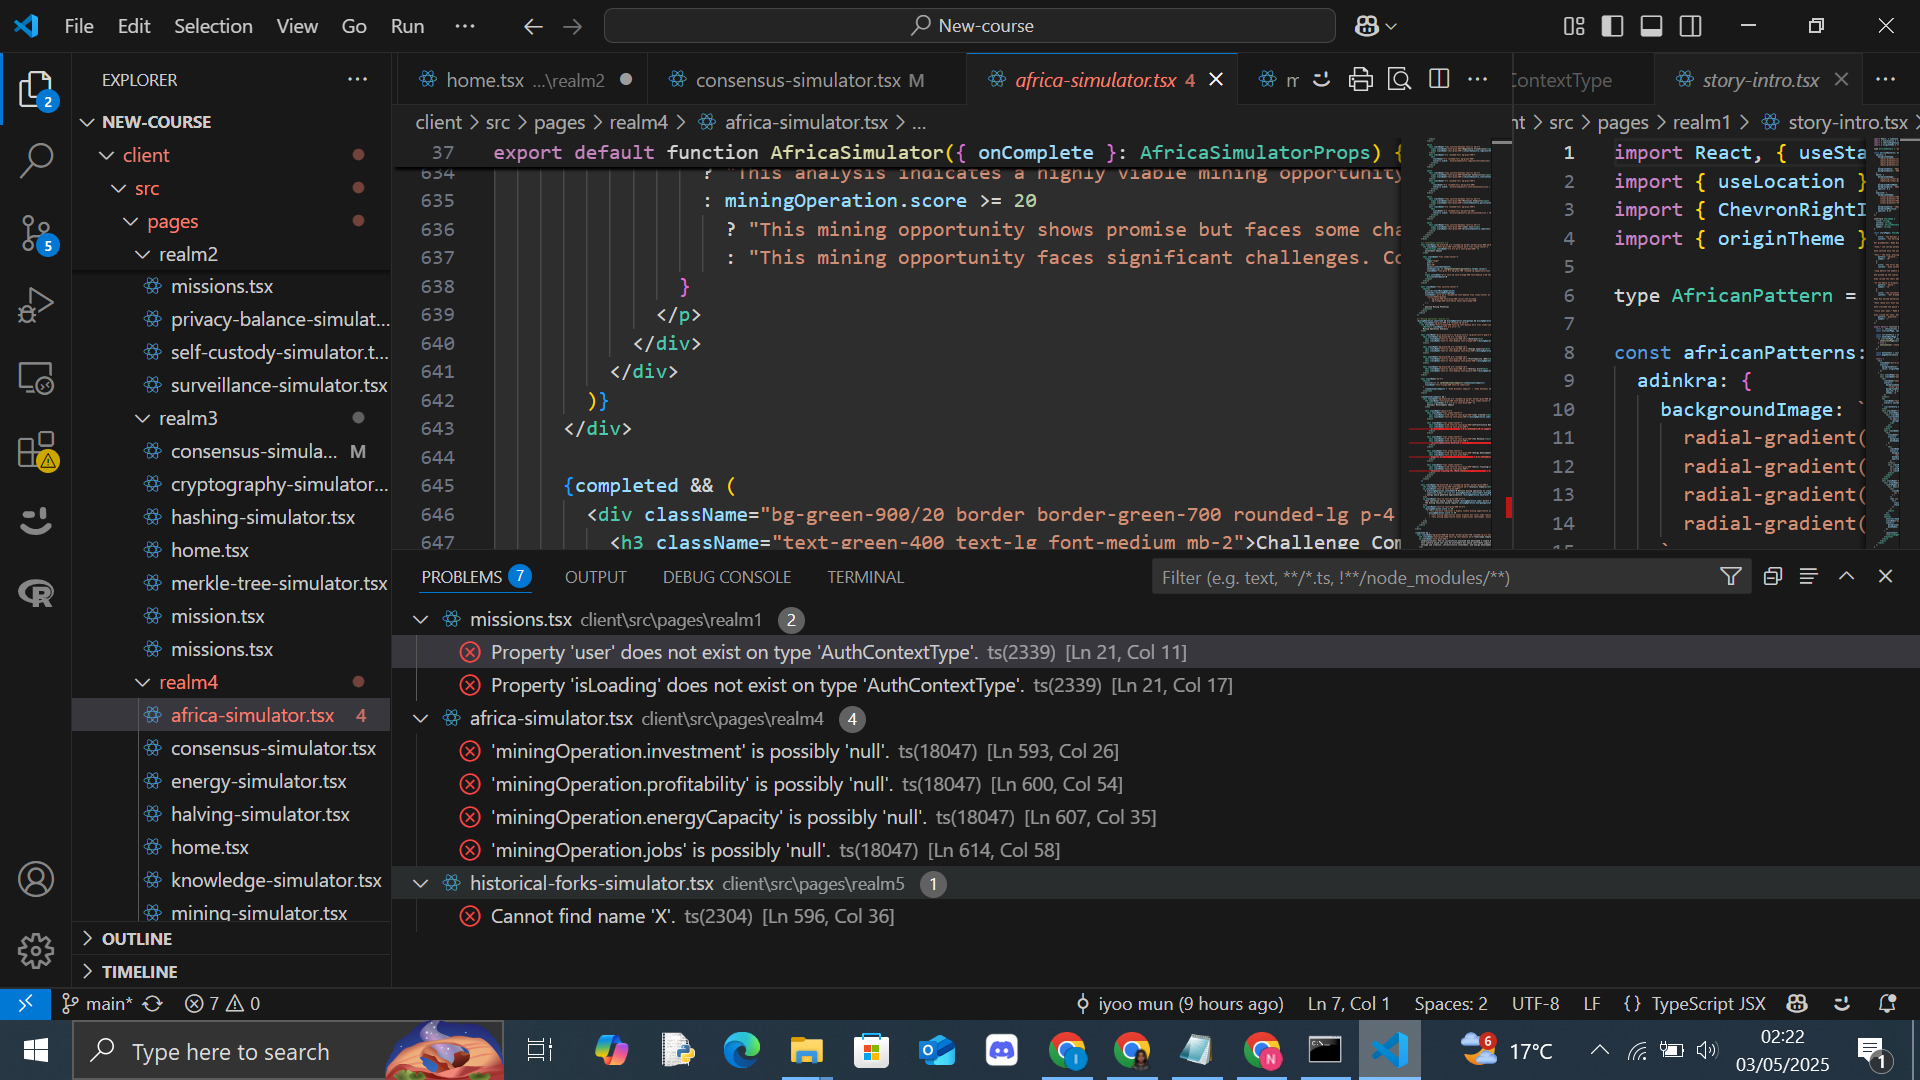 File Edit Selection View Go Run
New-course
EXPLORER
NEW-COURSE
client
src
pages
realm2
missions.tsx
privacy-balance-simulat...
self-custody-simulator.t...
surveillance-simulator.tsx
realm3
consensus-simula... M
cryptography-simulator...
hashing-simulator.tsx
home.tsx
merkle-tree-simulator.tsx
mission.tsx
missions.tsx
realm4
africa-simulator.tsx 4
consensus-simulator.tsx
energy-simulator.tsx
halving-simulator.tsx
home.tsx
knowledge-simulator.tsx
mining-simulator.tsx
OUTLINE
TIMELINE
2
5
home.tsx ...\realm2
consensus-simulator.tsx M
africa-simulator.tsx 4
client > src > pages > realm4 > africa-simulator.tsx > ...
37 export default function AfricaSimulator({ onComplete }: AfricaSimulatorProps) {
634 ? "This analysis indicates a highly viable mining opportunity
635 : miningOperation.score >= 20
636 ? "This mining opportunity shows promise but faces some cha
637 : "This mining opportunity faces significant challenges. Co
638 }
639 </p>
640 </div>
641 </div>
642 )}
643 </div>
644
645 {completed && (
646 <div className="bg-green-900/20 border border-green-700 rounded-lg p-4
647 <h3 className="text-green-400 text-lg font-medium mb-2">Challenge Com
ContextType
story-intro.tsx
nt > src > pages > realm1 > story-intro.tsx >
1 import React, { useSta
2 import { useLocation }
3 import { ChevronRightI
4 import { originTheme }
5
6 type AfricanPattern =
7
8 const africanPatterns:
9 adinkra: {
10 backgroundImage: `
11 radial-gradient(
12 radial-gradient(
13 radial-gradient(
14 radial-gradient(
15 `
PROBLEMS 7 OUTPUT DEBUG CONSOLE TERMINAL
Filter (e.g. text, **/*.ts, !**/node_modules/**)
missions.tsx client\src\pages\realm1 2
Property 'user' does not exist on type 'AuthContextType'. ts(2339) [Ln 21, Col 11]
Property 'isLoading' does not exist on type 'AuthContextType'. ts(2339) [Ln 21, Col 17]
africa-simulator.tsx client\src\pages\realm4 4
'miningOperation.investment' is possibly 'null'. ts(18047) [Ln 593, Col 26]
'miningOperation.profitability' is possibly 'null'. ts(18047) [Ln 600, Col 54]
'miningOperation.energyCapacity' is possibly 'null'. ts(18047) [Ln 607, Col 35]
'miningOperation.jobs' is possibly 'null'. ts(18047) [Ln 614, Col 58]
historical-forks-simulator.tsx client\src\pages\realm5 1
Cannot find name 'X'. ts(2304) [Ln 596, Col 36]
main* 7 0
iyoo mun (9 hours ago) Ln 7, Col 1 Spaces: 2 UTF-8 LF {} TypeScript JSX
Type here to search
6 17°C
02:22
03/05/2025
1